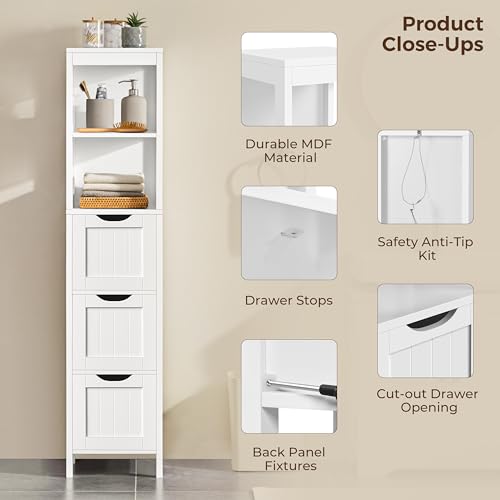 Product
Close-Ups
Durable MDF
Material
Safety Anti-Tip
Kit
Drawer Stops
Cut-out Drawer
Opening
Back Panel
Fixtures